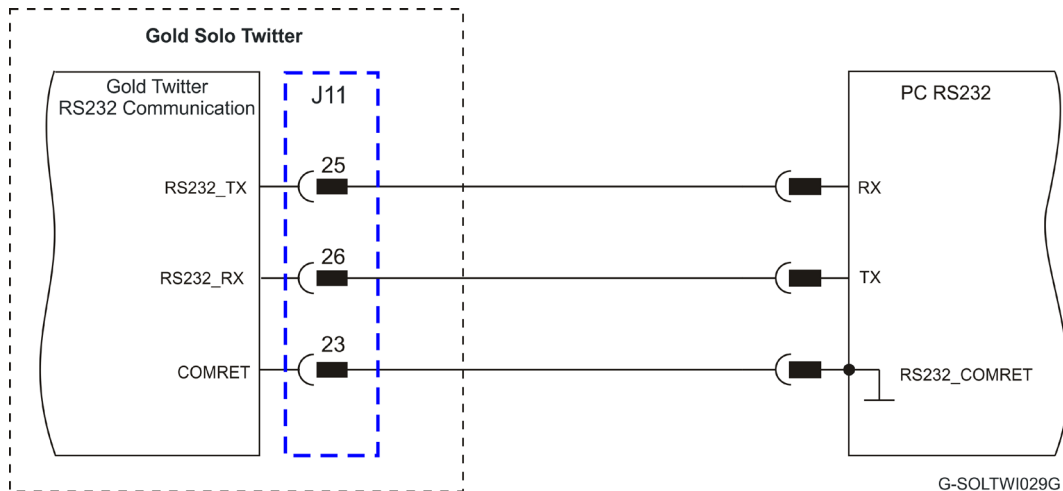 Gold Solo Twitter
Gold Twitter
RS232 Communication
J11
PC RS232
25
RS232_TX
RX
26
RS232_RX
TX
23
COMRET
RS232_COMRET
G-SOLTWI029G